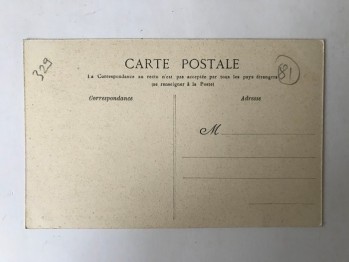 329
CARTE POSTALE
81
La Correspondance au recto n'est pas acceptée par tous les pays étrangers
(se renseigner à la Poste)
Correspondance
Adresse
M